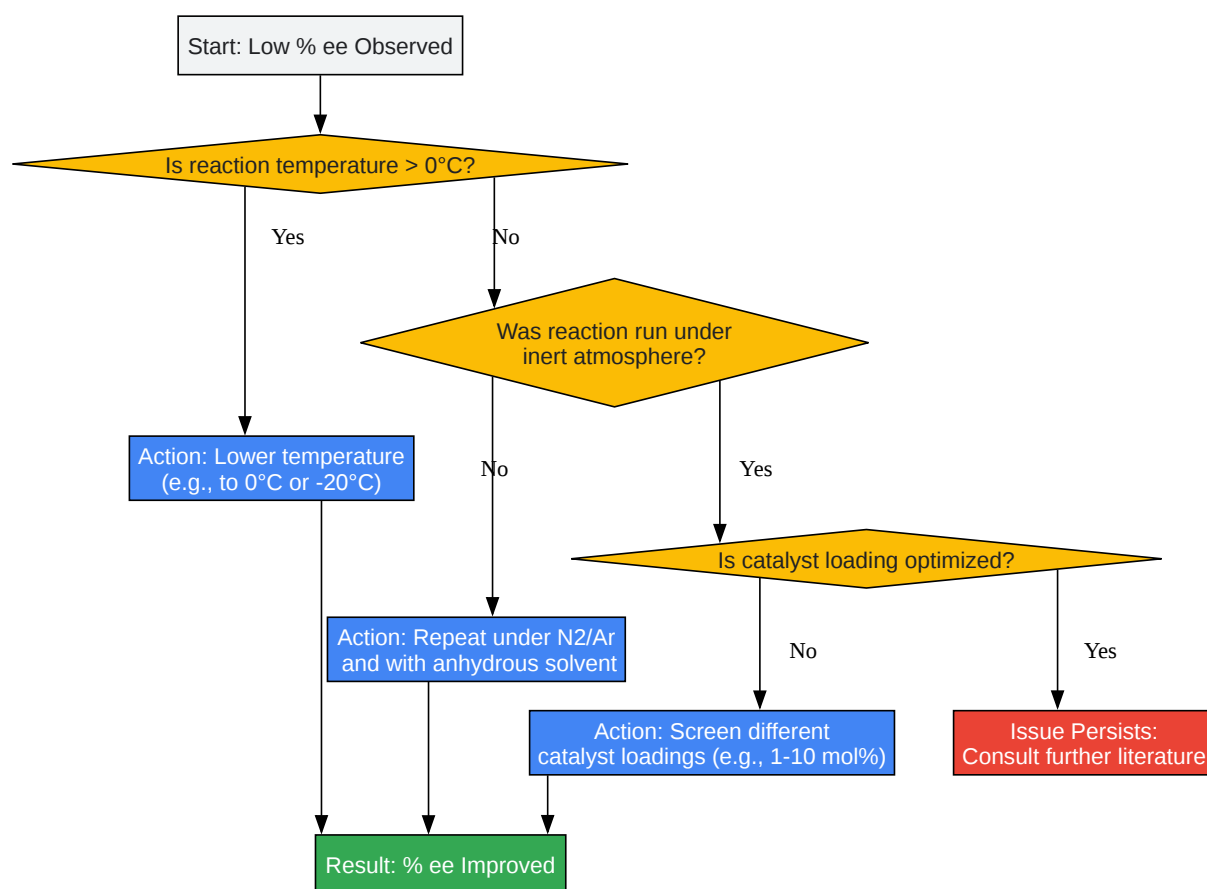 Start: Low % ee Observed
Is reaction temperature > 0°C?
Yes
No
Was reaction run under
inert atmosphere?
Action: Lower temperature
(e.g., to 0°C or -20°C)
No
Yes
Is catalyst loading optimized?
Action: Repeat under N2/Ar
and with anhydrous solvent
No
Yes
Action: Screen different
catalyst loadings (e.g., 1-10 mol%)
Issue Persists:
Consult further literature
Result: % ee Improved